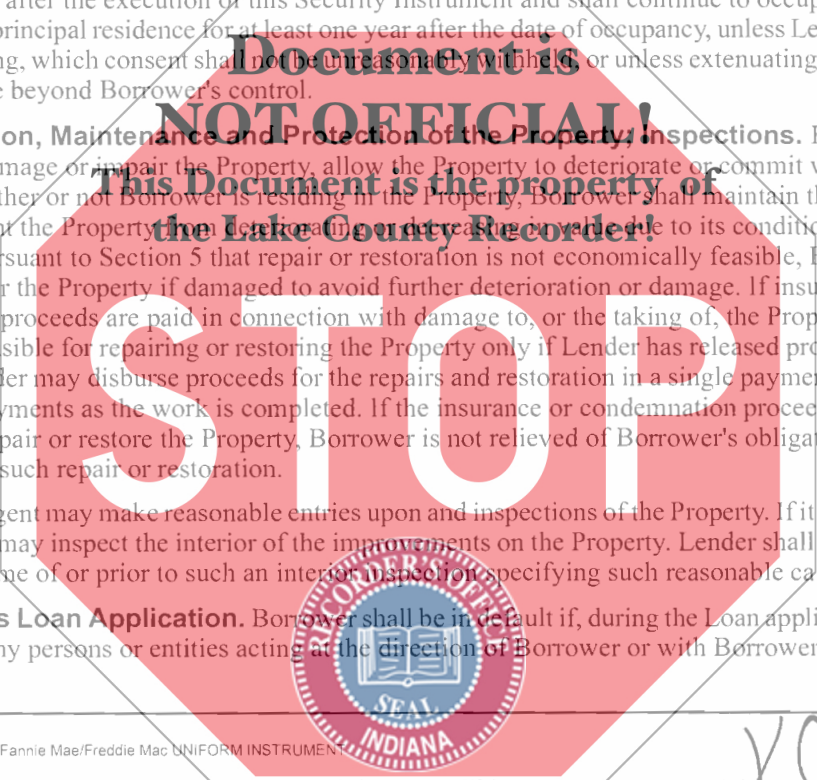 after the execution of this Security Instrument and shall continue to occup
principal residence for at least one year after the date of occupancy, unless Le
ng, which consent shall not be unreasonably withheld, or unless extenuating
e beyond Borrower's control.
Document is
NOT OFFICIAL!
This Document is the property of
the Lake County Recorder!
on, Maintenance and Protection of the Property; Inspections.
mage or impair the Property, allow the Property to deteriorate or commit
ther or not Borrower is residing in the Property, Borrower shall maintain th
nt the Property from deteriorating or decreasing in value due to its conditio
rsuant to Section 5 that repair or restoration is not economically feasible,
r the Property if damaged to avoid further deterioration or damage. If insu
proceeds are paid in connection with damage to, or the taking of, the Prop
sible for repairing or restoring the Property only if Lender has released pro
der may disburse proceeds for the repairs and restoration in a single paymen
yments as the work is completed. If the insurance or condemnation procee
pair or restore the Property, Borrower is not relieved of Borrower's obligat
such repair or restoration.
STOP
gent may make reasonable entries upon and inspections of the Property. If it
may inspect the interior of the improvements on the Property. Lender shall
me of or prior to such an interior inspection specifying such reasonable ca
s Loan Application. Borrower shall be in default if, during the Loan appli
ny persons or entities acting at the direction of Borrower or with Borrower
RECORDER'S OFFICE
SEAL
INDIANA
Fannie Mae/Freddie Mac UNIFORM INSTRUMENT